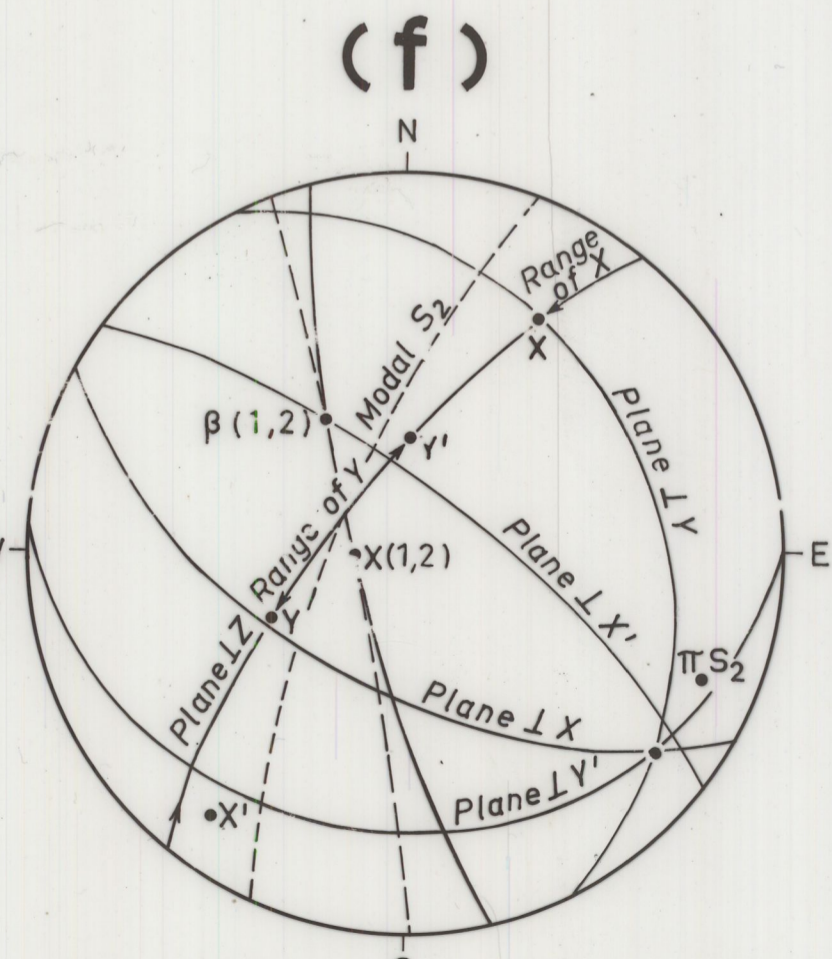 (f)
N
Range
of X
X
Modal S2
β(1,2)
Y'
Plane ⊥ Y
Range of Y
Plane ⊥ X'
X(1,2)
E
Y
Plane ⊥ Z
πS2
Plane ⊥ X
Plane ⊥ Y'
X'